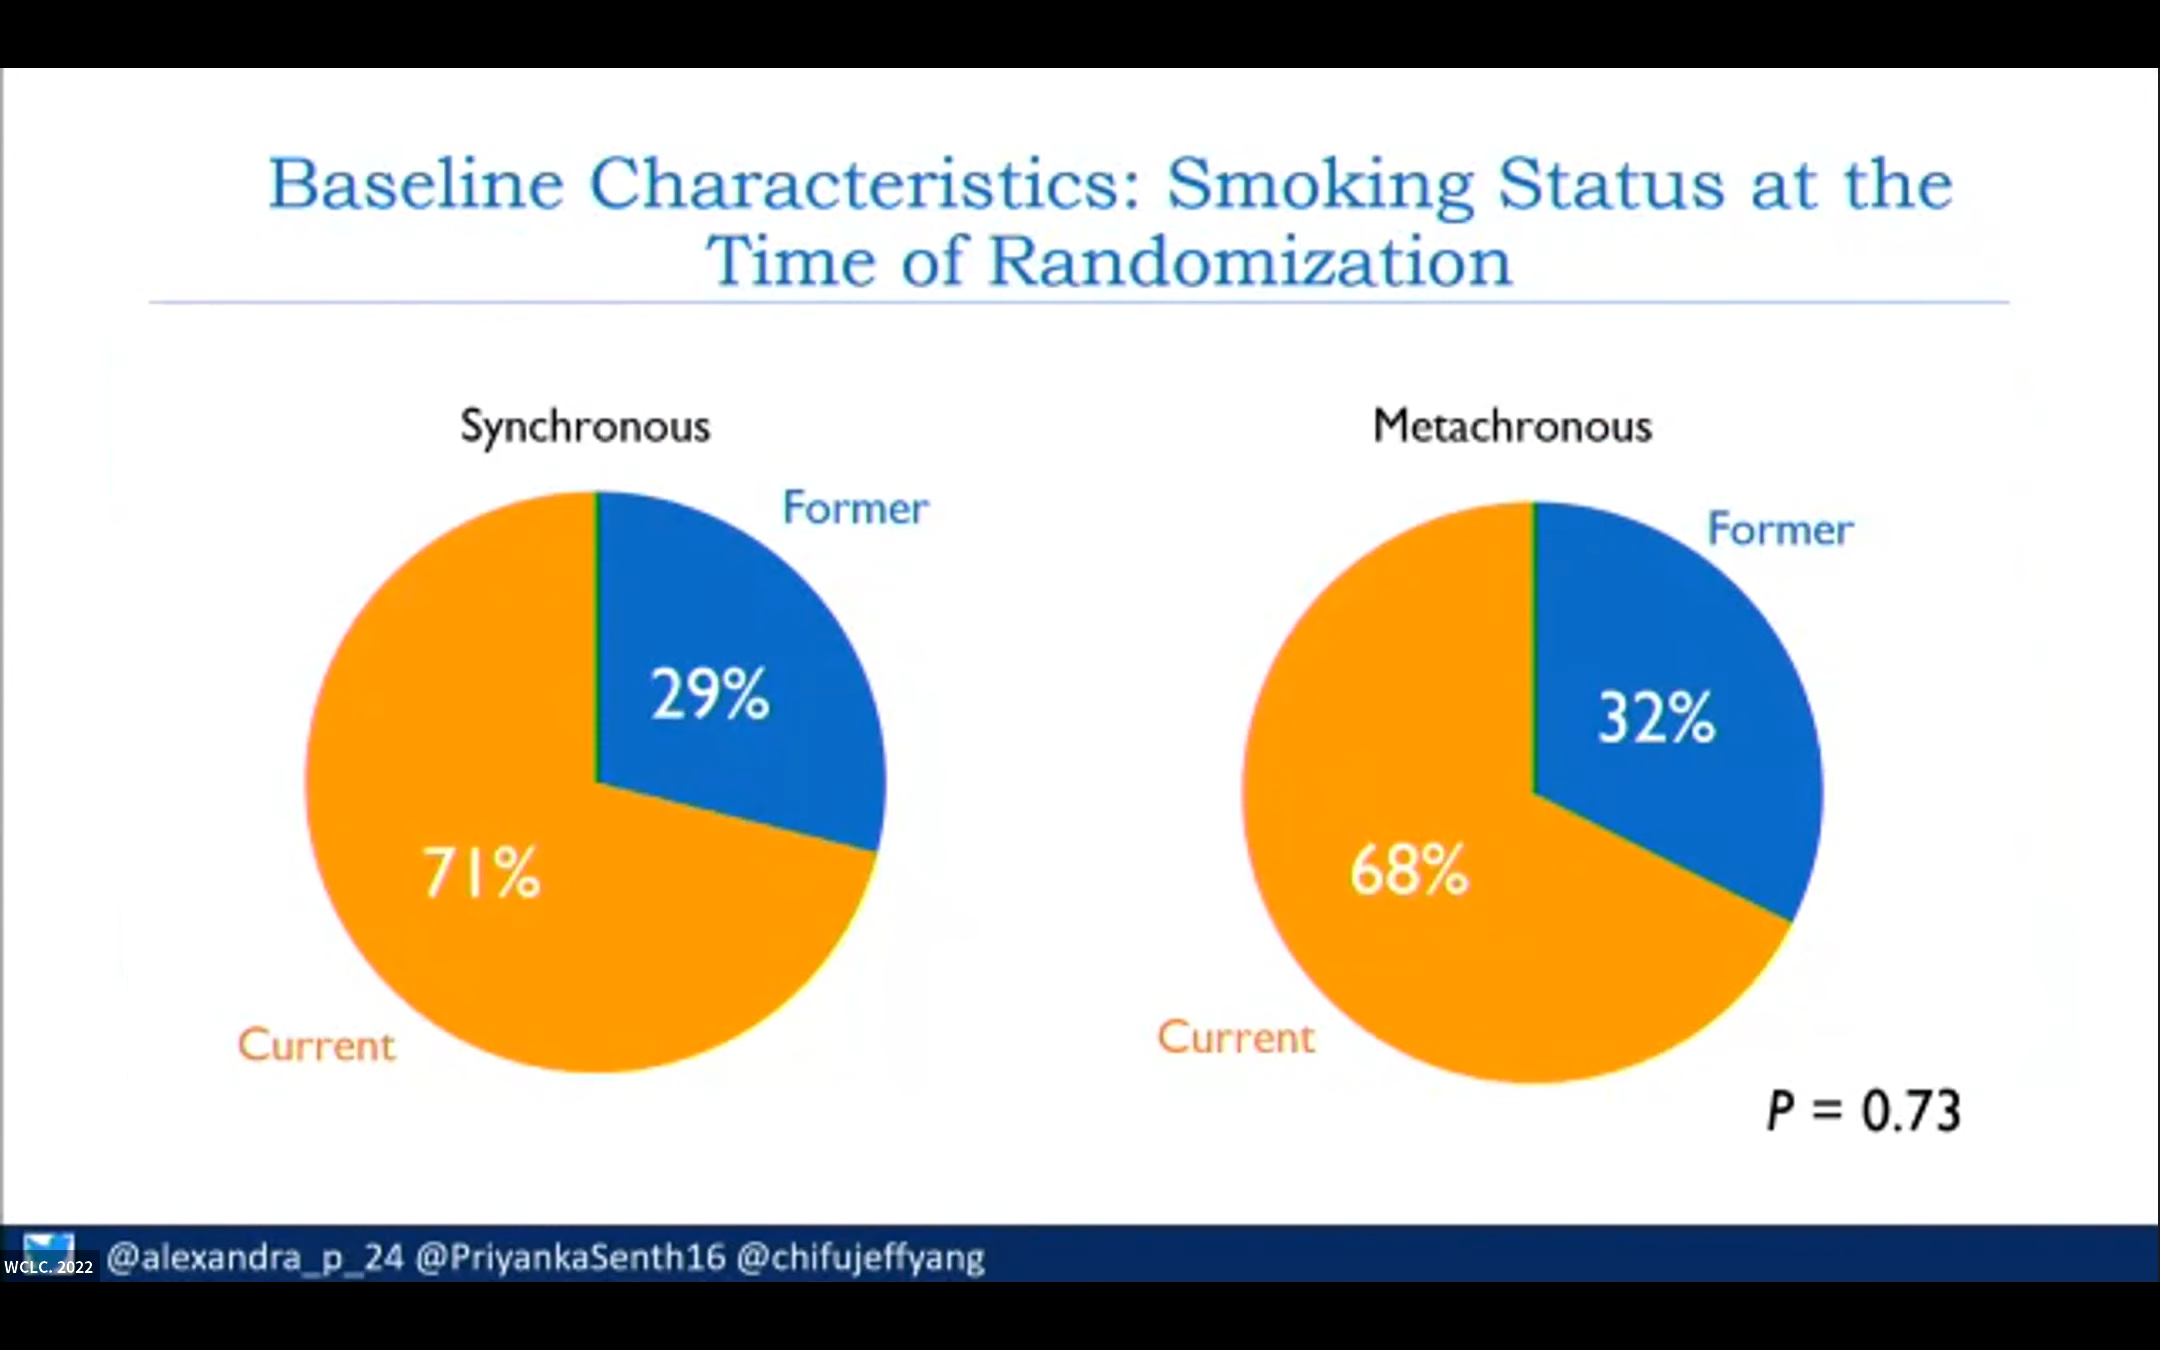 Baseline Characteristics: Smoking Status at the
Time of Randomization
Synchronous
Former
29%
71%
Current
Metachronous
Former
32%
68%
Current
P = 0.73
@alexandra_p_24 @PriyankaSenth16 @chifujeffyang
WCLC. 2022